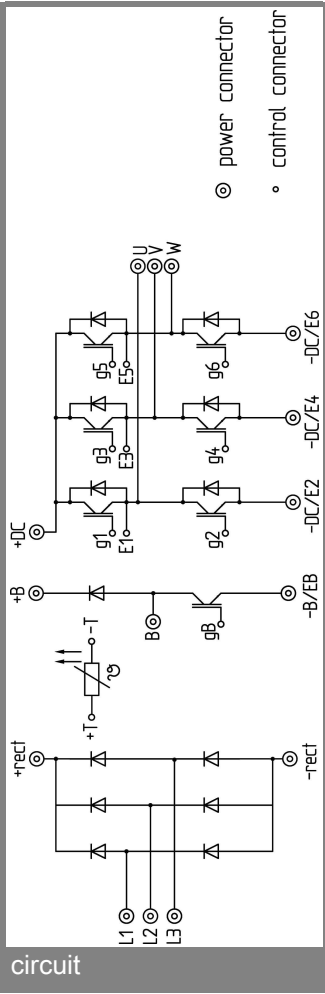 power connector
control connector
U
V
W
g5
E5
g6
-DC/E6
g3
E3
g4
-DC/E4
+DC
g1
E1
g2
-DC/E2
+B
B
gB
-B/EB
-T
+T
ϑ
+rect
-rect
L1
L2
L3
circuit